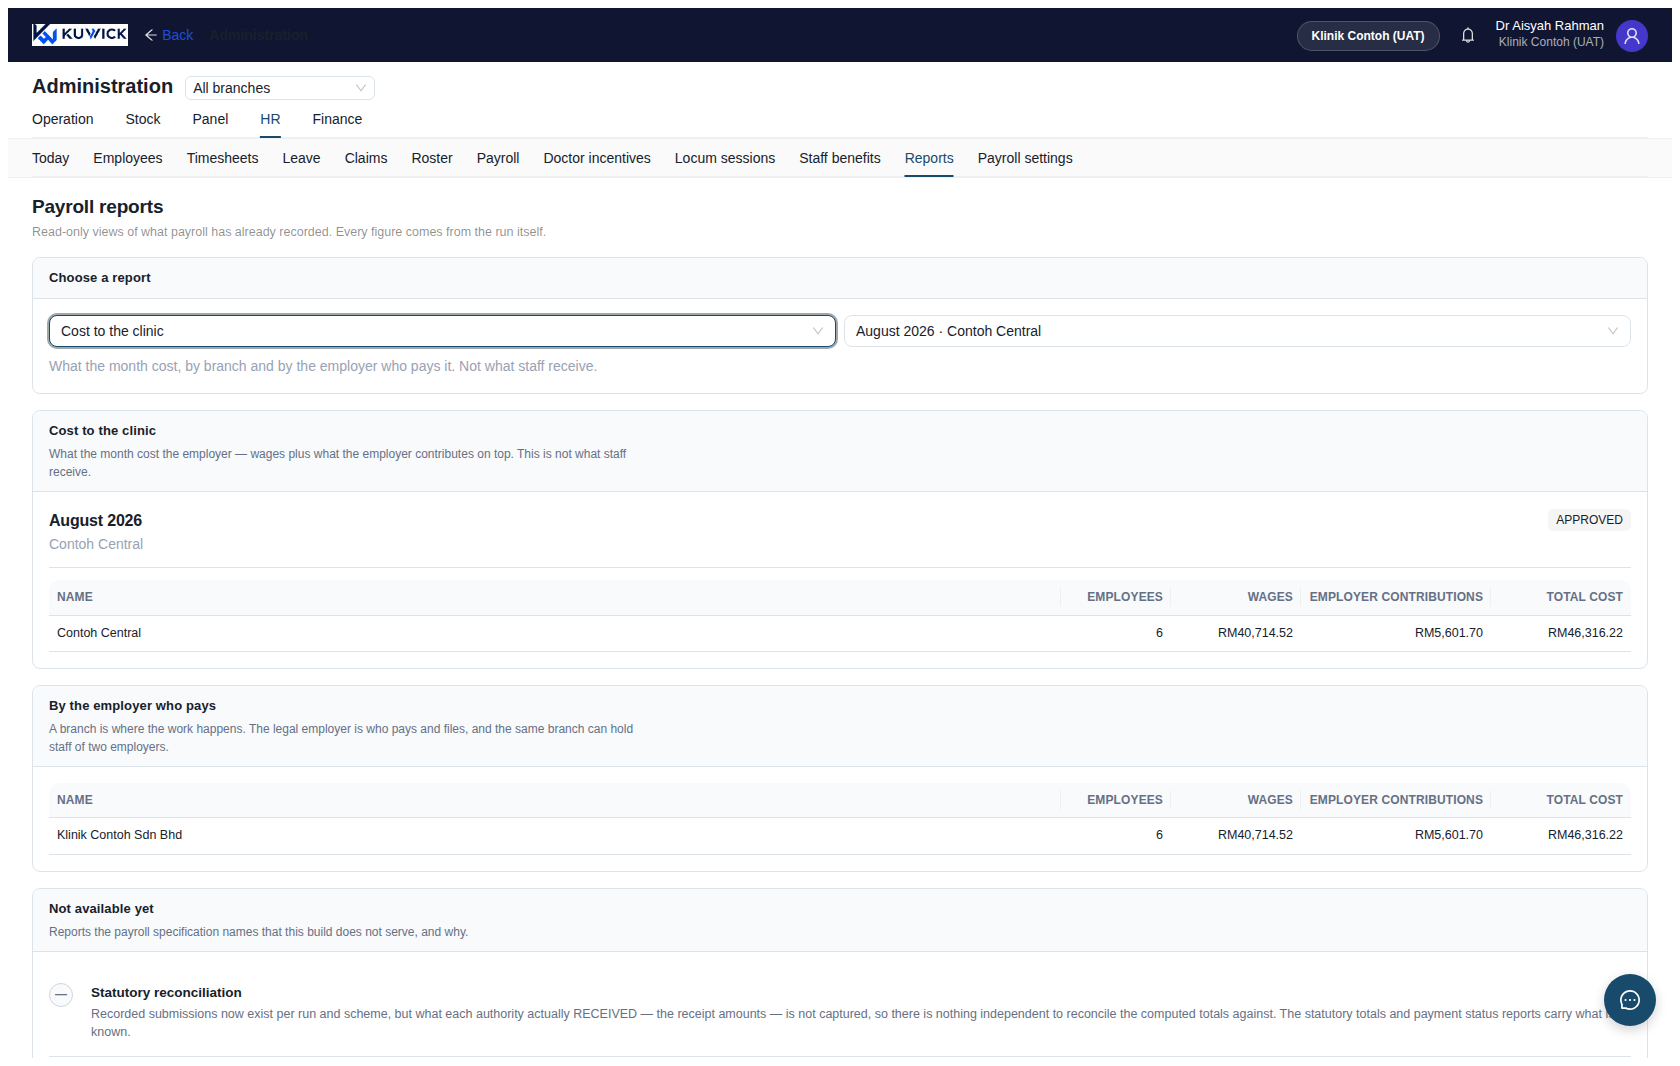 KUWICK
Back
Administration
Klinik Contoh (UAT)
Dr Aisyah Rahman
Klinik Contoh (UAT)
Administration
All branches
Operation
Stock
Panel
HR
Finance
Today
Employees
Timesheets
Leave
Claims
Roster
Payroll
Doctor incentives
Locum sessions
Staff benefits
Reports
Payroll settings
Payroll reports
Read-only views of what payroll has already recorded. Every figure comes from the run itself.
Choose a report
Cost to the clinic
August 2026 · Contoh Central
What the month cost, by branch and by the employer who pays it. Not what staff receive.
Cost to the clinic
What the month cost the employer — wages plus what the employer contributes on top. This is not what staff
receive.
August 2026
APPROVED
Contoh Central
NAME EMPLOYEES WAGES EMPLOYER CONTRIBUTIONS TOTAL COST
Contoh Central 6 RM40,714.52 RM5,601.70 RM46,316.22
By the employer who pays
A branch is where the work happens. The legal employer is who pays and files, and the same branch can hold
staff of two employers.
NAME EMPLOYEES WAGES EMPLOYER CONTRIBUTIONS TOTAL COST
Klinik Contoh Sdn Bhd 6 RM40,714.52 RM5,601.70 RM46,316.22
Not available yet
Reports the payroll specification names that this build does not serve, and why.
Statutory reconciliation
Recorded submissions now exist per run and scheme, but what each authority actually RECEIVED — the receipt amounts — is not captured, so there is nothing independent to reconcile the computed totals against. The statutory totals and payment status reports carry what
known.